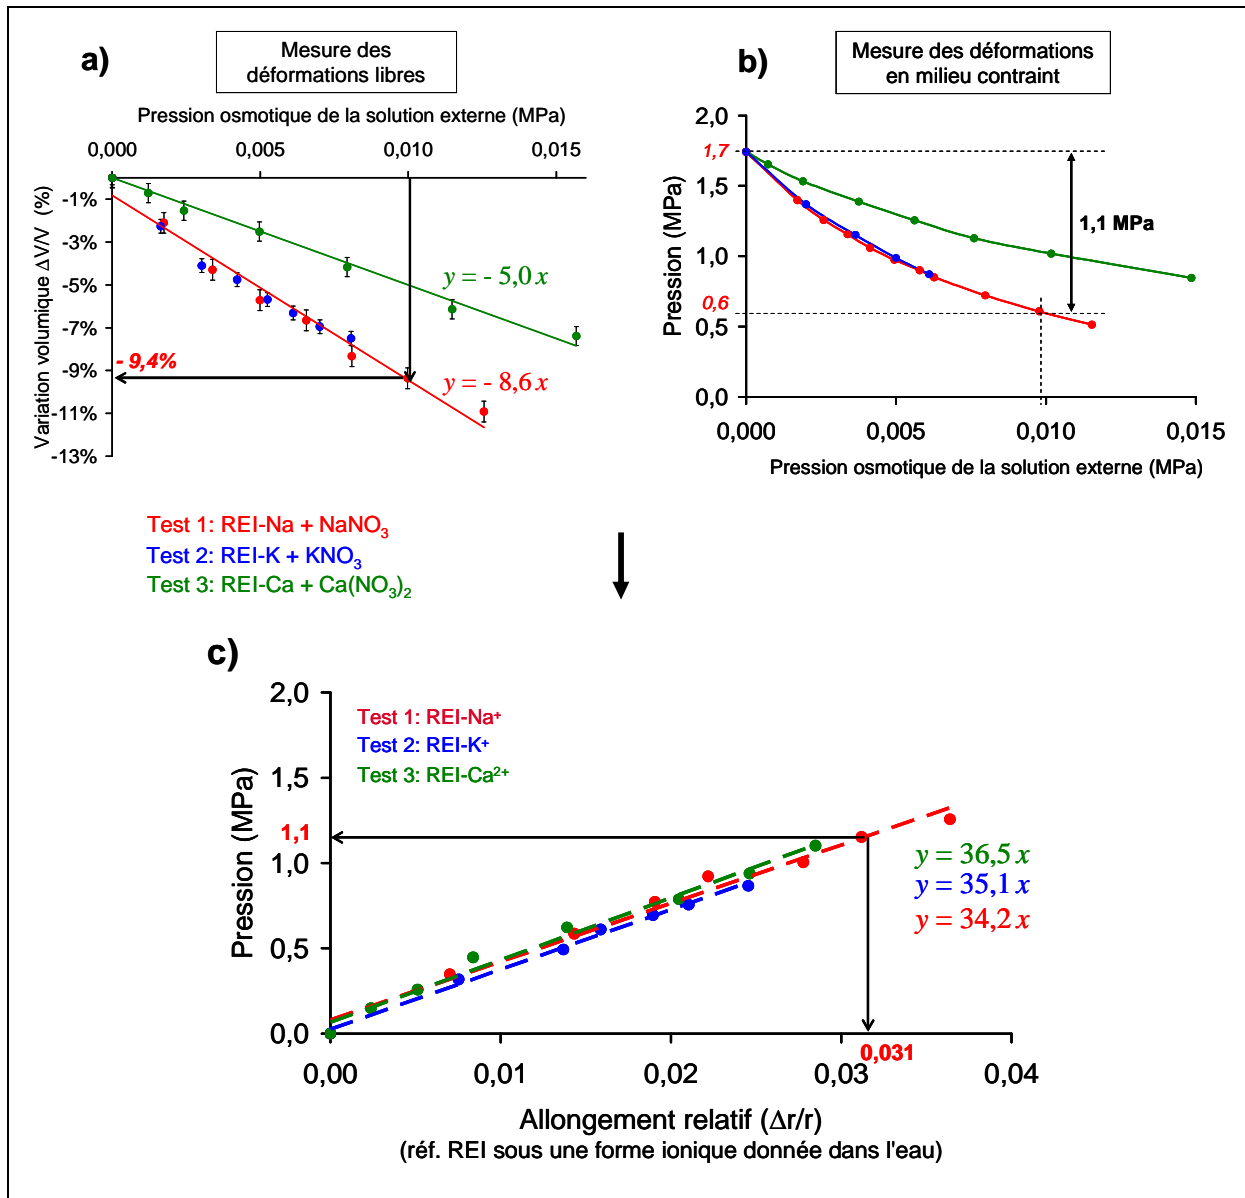 a)
Mesure des
déformations libres
Pression osmotique de la solution externe (MPa)
0,000 0,005 0,010 0,015
-1%
-3%
-5%
-7%
-9%
-11%
-13%
Variation volumique ΔV/V (%)
y = - 5,0 x
- 9,4%
y = - 8,6 x
b)
Mesure des déformations
en milieu contraint
2,0
1,7
1,5
1,0
0,6
0,5
0,0
Pression (MPa)
1,1 MPa
0,000 0,005 0,010 0,015
Pression osmotique de la solution externe (MPa)
Test 1: REI-Na + NaNO₃
Test 2: REI-K + KNO₃
Test 3: REI-Ca + Ca(NO₃)₂
c)
2,0
1,5
1,1
1,0
0,5
0,0
Pression (MPa)
Test 1: REI-Na⁺
Test 2: REI-K⁺
Test 3: REI-Ca²⁺
y = 36,5 x
y = 35,1 x
y = 34,2 x
0,031
0,00 0,01 0,02 0,03 0,04
Allongement relatif (Δr/r)
(réf. REI sous une forme ionique donnée dans l'eau)